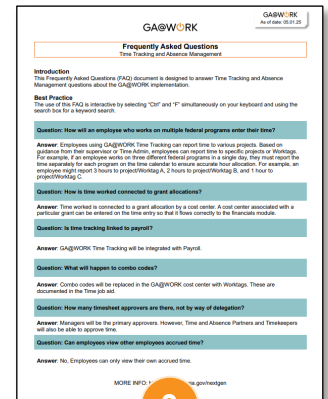 GA@WORK
GA@WORK
As of date: 05.01.25
Frequently Asked Questions
Time Tracking and Absence Management
Introduction
This Frequently Asked Questions (FAQ) document is designed to answer Time Tracking and Absence
Management questions about the GA@WORK implementation.
Best Practice
The use of this FAQ is interactive by selecting “Ctrl” and “F” simultaneously on your keyboard and using the
search box for a keyword search.
Question: How will an employee who works on multiple federal programs enter their time?
Answer: Employees using GA@WORK Time Tracking can report time to various projects. Based on
guidance from their supervisor or Time Admin, employees can report time to specific projects or Worktags.
For example, if an employee works on three different federal programs in a single day, they must report the
time separately for each program on the time calendar to ensure accurate hour allocation. For example, an
employee might report 3 hours to project/Worktag A, 2 hours to project/Worktag B, and 1 hour to
project/Worktag C.
Question: How is time worked connected to grant allocations?
Answer: Time worked is connected to a grant allocation by a cost center. A cost center associated with a
particular grant can be entered on the time entry so that it flows correctly to the financials module.
Question: Is time tracking linked to payroll?
Answer: GA@WORK Time Tracking will be integrated with Payroll.
Question: What will happen to combo codes?
Answer: Combo codes will be replaced in the GA@WORK cost center with Worktags. These are
documented in the Time job aid.
Question: How many timesheet approvers are there, not by way of delegation?
Answer: Managers will be the primary approvers. However, Time and Absence Partners and Timekeepers
will also be able to approve time.
Question: Can employees view other employees accrued time?
Answer: No, Employees can only view their own accrued time.
MORE INFO: .gov/nextgen